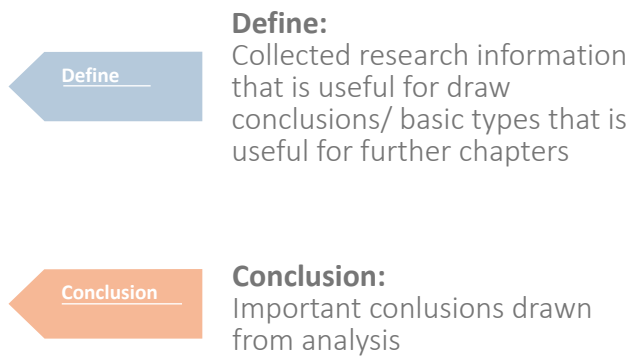 Define
Define:
Collected research information
that is useful for draw
conclusions/ basic types that is
useful for further chapters
Conclusion
Conclusion:
Important conlusions drawn
from analysis